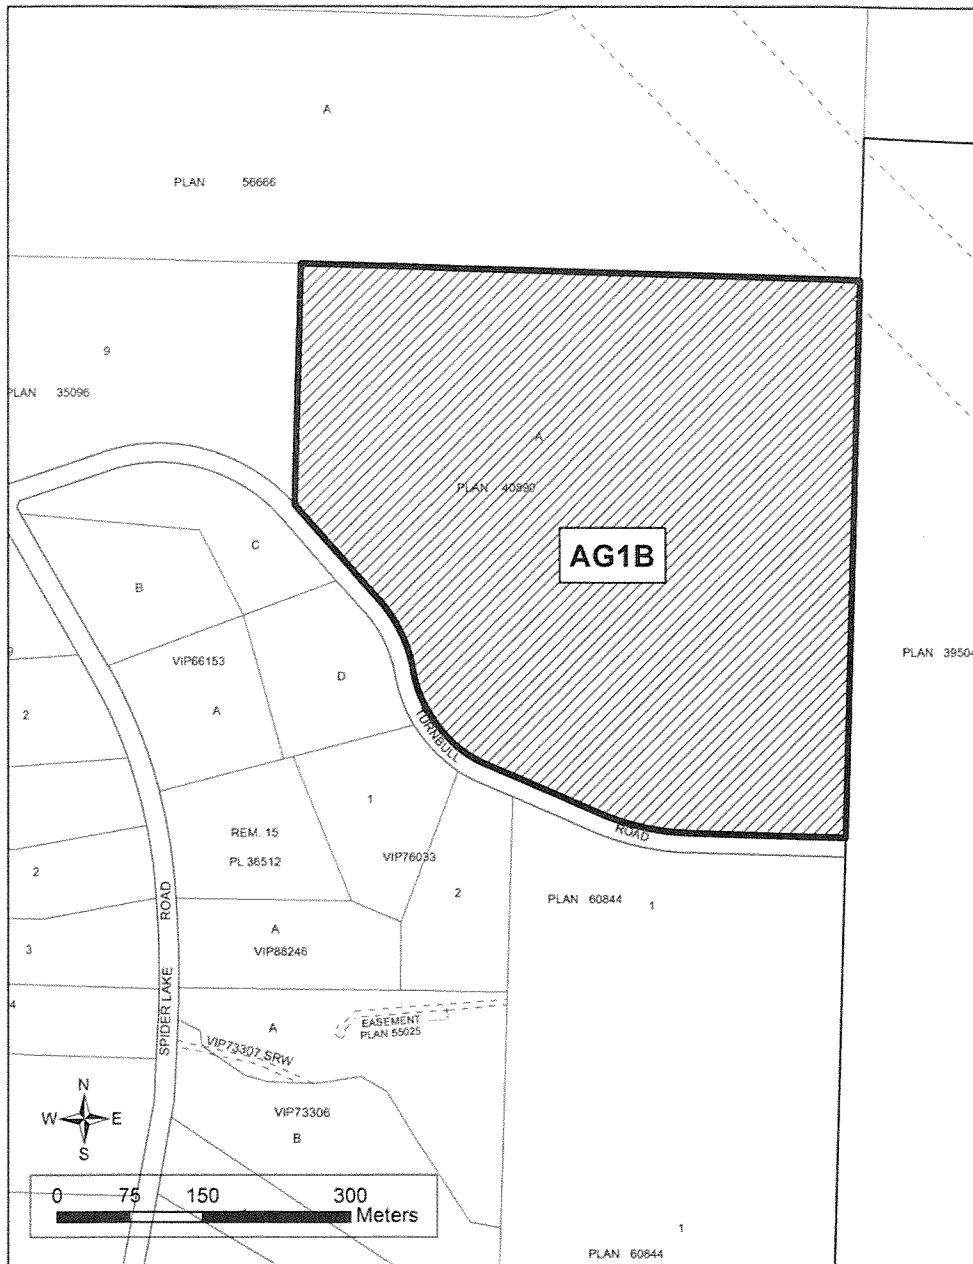 A
PLAN 56666
9
PLAN 35096
A
PLAN 40990
AG1B
C
B
9
VIP66153
D
PLAN 39504
2
A
TURNBULL
ROAD
1
REM. 15
PL 36512
VIP76033
2
2
PLAN 60844 1
A
VIP88246
3
SPIDER LAKE ROAD
4
A
EASEMENT
PLAN 55025
VIP73307 SRW
N
W E
S
VIP73306
B
0 75 150 300
Meters
1
PLAN 60844